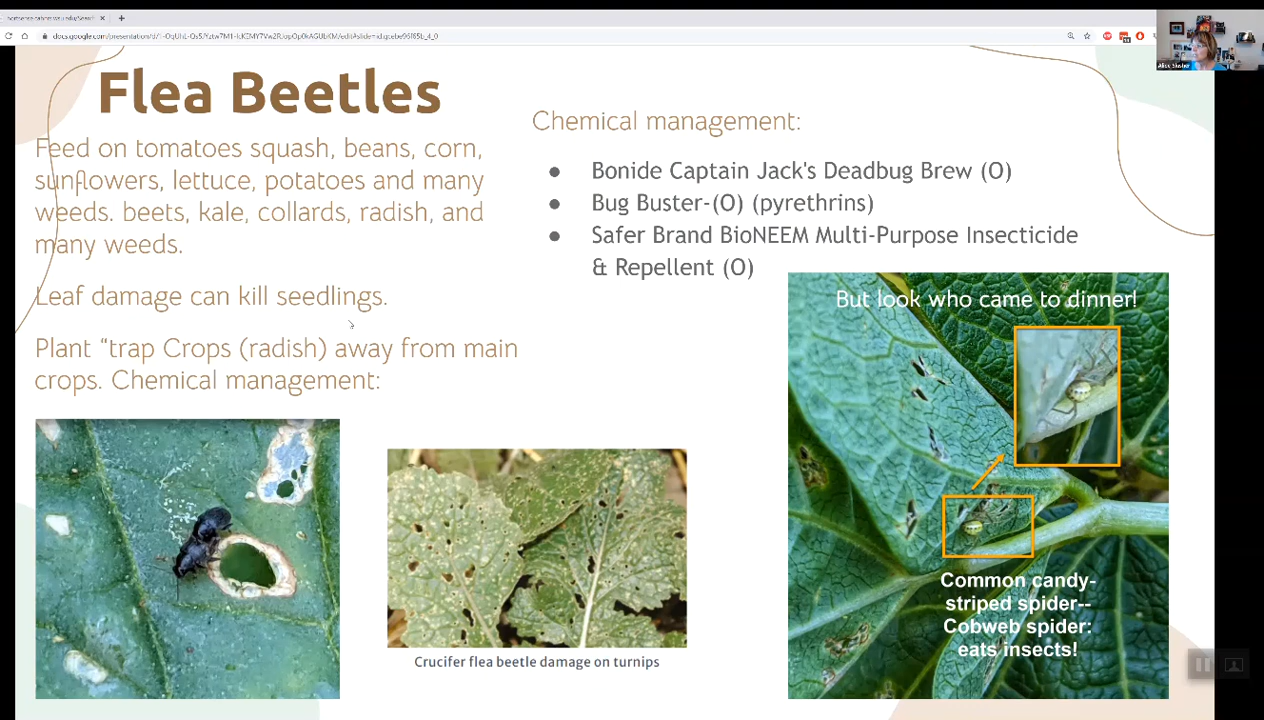 Flea Beetles
Feed on tomatoes squash, beans, corn,
sunflowers, lettuce, potatoes and many
weeds. beets, kale, collards, radish, and
many weeds.
Leaf damage can kill seedlings.
Plant “trap Crops (radish) away from main
crops. Chemical management:
Chemical management:
● Bonide Captain Jack's Deadbug Brew (O)
● Bug Buster-(O) (pyrethrins)
● Safer Brand BioNEEM Multi-Purpose Insecticide
& Repellent (O)
But look who came to dinner!
Common candy-
striped spider--
Cobweb spider:
eats insects!
Crucifer flea beetle damage on turnips